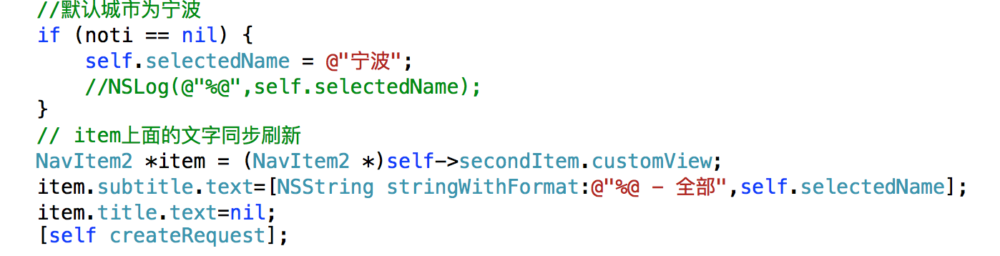 //默认城市为宁波
if (noti == nil) {
    self.selectedName = @"宁波";
    //NSLog(@"%@",self.selectedName);
}
// item上面的文字同步刷新
NavItem2 *item = (NavItem2 *)self->secondItem.customView;
item.subtitle.text=[NSString stringWithFormat:@"%@ - 全部",self.selectedName];
item.title.text=nil;
[self createRequest];